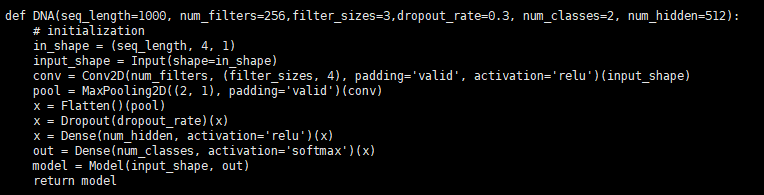 def DNA(seq_length=1000, num_filters=256,filter_sizes=3,dropout_rate=0.3, num_classes=2, num_hidden=512):
    # initialization
    in_shape = (seq_length, 4, 1)
    input_shape = Input(shape=in_shape)
    conv = Conv2D(num_filters, (filter_sizes, 4), padding='valid', activation='relu')(input_shape)
    pool = MaxPooling2D((2, 1), padding='valid')(conv)
    x = Flatten()(pool)
    x = Dropout(dropout_rate)(x)
    x = Dense(num_hidden, activation='relu')(x)
    out = Dense(num_classes, activation='softmax')(x)
    model = Model(input_shape, out)
    return model